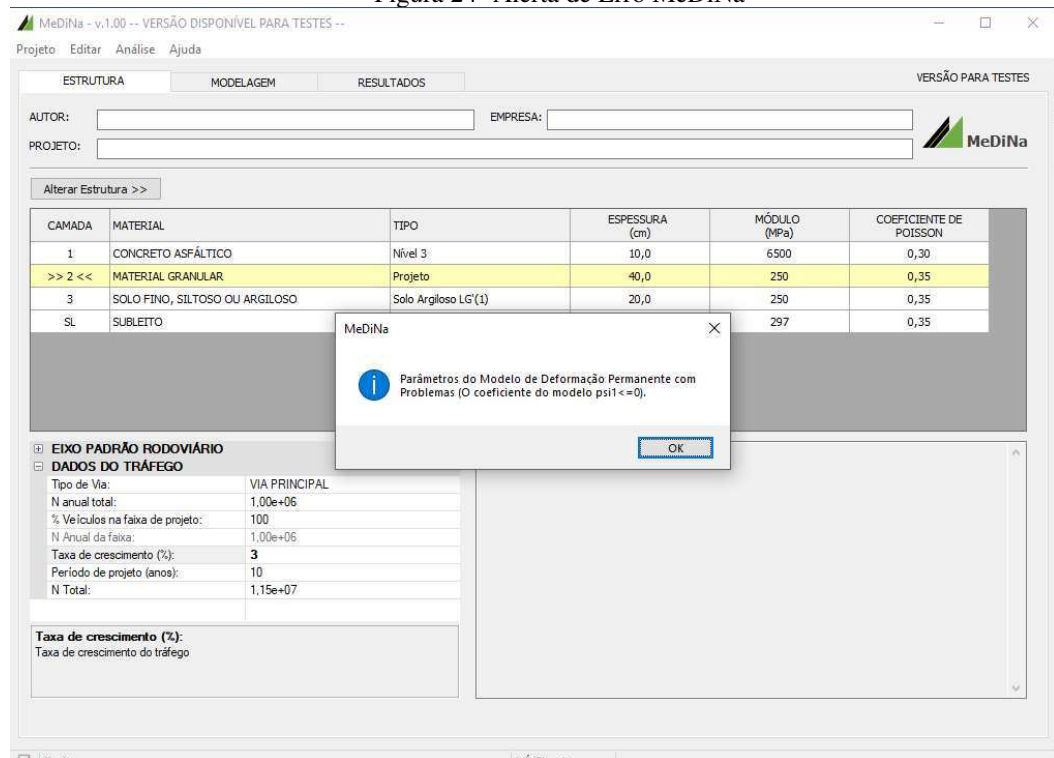 Figura 24- Alerta de Erro MeDiNa
MeDiNa - v.1.00 -- VERSÃO DISPONÍVEL PARA TESTES --
Projeto Editar Análise Ajuda
ESTRUTURA MODELAGEM RESULTADOS VERSÃO PARA TESTES
AUTOR: EMPRESA:
PROJETO: MeDiNa
Alterar Estrutura >>
CAMADA MATERIAL TIPO ESPESSURA (cm) MÓDULO (MPa) COEFICIENTE DE POISSON
1 CONCRETO ASFÁLTICO Nível 3 10,0 6500 0,30
>> 2 << MATERIAL GRANULAR Projeto 40,0 250 0,35
3 SOLO FINO, SILTOSO OU ARGILOSO Solo Argiloso LG'(1) 20,0 250 0,35
SL SUBLEITO 297 0,35
MeDiNa
Parâmetros do Modelo de Deformação Permanente com
Problemas (O coeficiente do modelo psi1<=0).
OK
EIXO PADRÃO RODOVIÁRIO
DADOS DO TRÁFEGO
Tipo de Via: VIA PRINCIPAL
N anual total: 1,00e+06
% Veículos na faixa de projeto: 100
N Anual da faixa: 1,00e+06
Taxa de crescimento (%): 3
Período de projeto (anos): 10
N Total: 1,15e+07
Taxa de crescimento (%):
Taxa de crescimento do tráfego